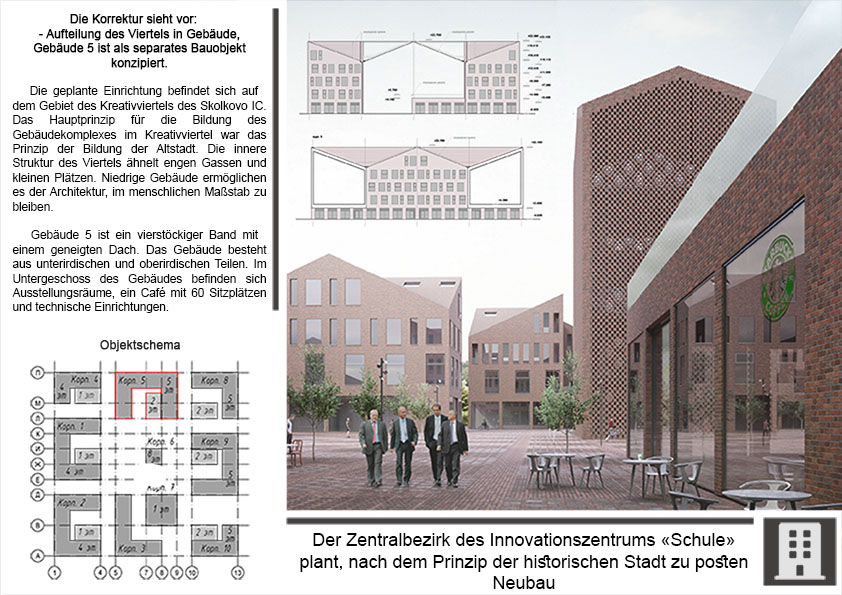 Die Korrektur sieht vor:
- Aufteilung des Viertels in Gebäude,
Gebäude 5 ist als separates Bauobjekt
konzipiert.
Die geplante Einrichtung befindet sich auf
dem Gebiet des Kreativviertels des Skolkovo IC.
Das Hauptprinzip für die Bildung des
Gebäudekomplexes im Kreativviertel war das
Prinzip der Bildung der Altstadt. Die innere
Struktur des Viertels ähnelt engen Gassen und
kleinen Plätzen. Niedrige Gebäude ermöglichen
es der Architektur, im menschlichen Maßstab zu
bleiben.
Gebäude 5 ist ein vierstöckiger Band mit
einem geneigten Dach. Das Gebäude besteht
aus unterirdischen und oberirdischen Teilen. Im
Untergeschoss des Gebäudes befinden sich
Ausstellungsräume, ein Café mit 60 Sitzplätzen
und technische Einrichtungen.
Objektschema
П
Корп. 4
Корп. 5
Корп. 8
4 эт
1 эт
5 эт
2 эт
2 эт
5 эт
М
Л
К
И
Ж
Е
Д
В
А
Корп. 1
1 эт
4 эт
Корп. 6
8 эт
Корп. 9
2 эт
5 эт
Корп. 2
1 эт
4 эт
1 эт
Корп. 3
2 эт
5 эт
Корп. 10
1 4 5 7 8 9 10 13
Der Zentralbezirk des Innovationszentrums «Schule»
plant, nach dem Prinzip der historischen Stadt zu posten
Neubau